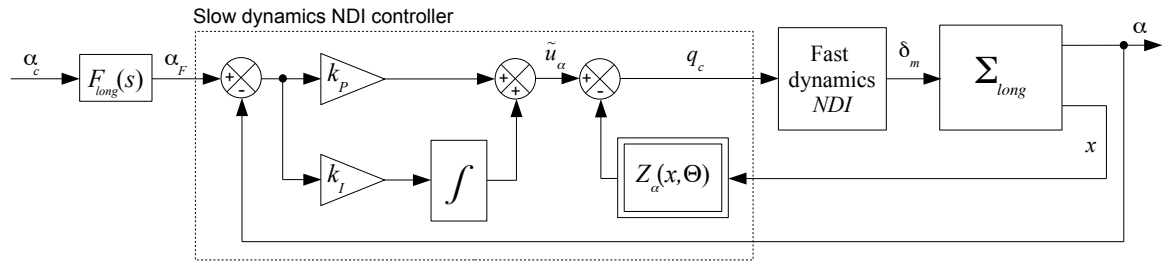 Slow dynamics NDI controller
α_c
F_long(s)
α_F
+
-
k_P
+
+
ũ_α
+
-
q_c
Fast
dynamics
NDI
δ_m
Σ_long
α
x
k_I
∫
Z_α(x,Θ)